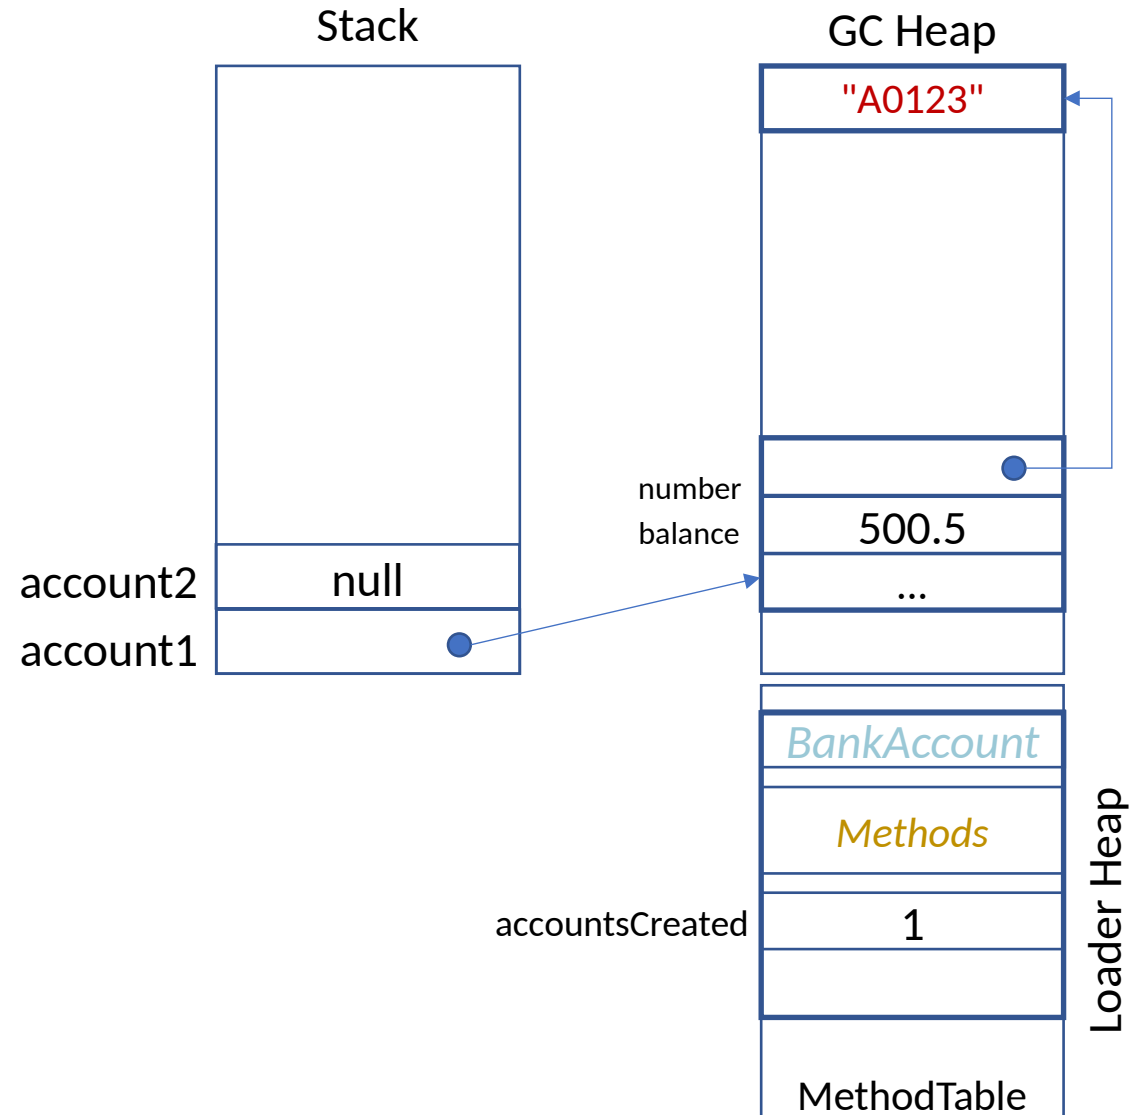 Stack
GC Heap
"A0123"
number
balance
500.5
...
account2
null
account1
BankAccount
Methods
accountsCreated
1
Loader Heap
MethodTable